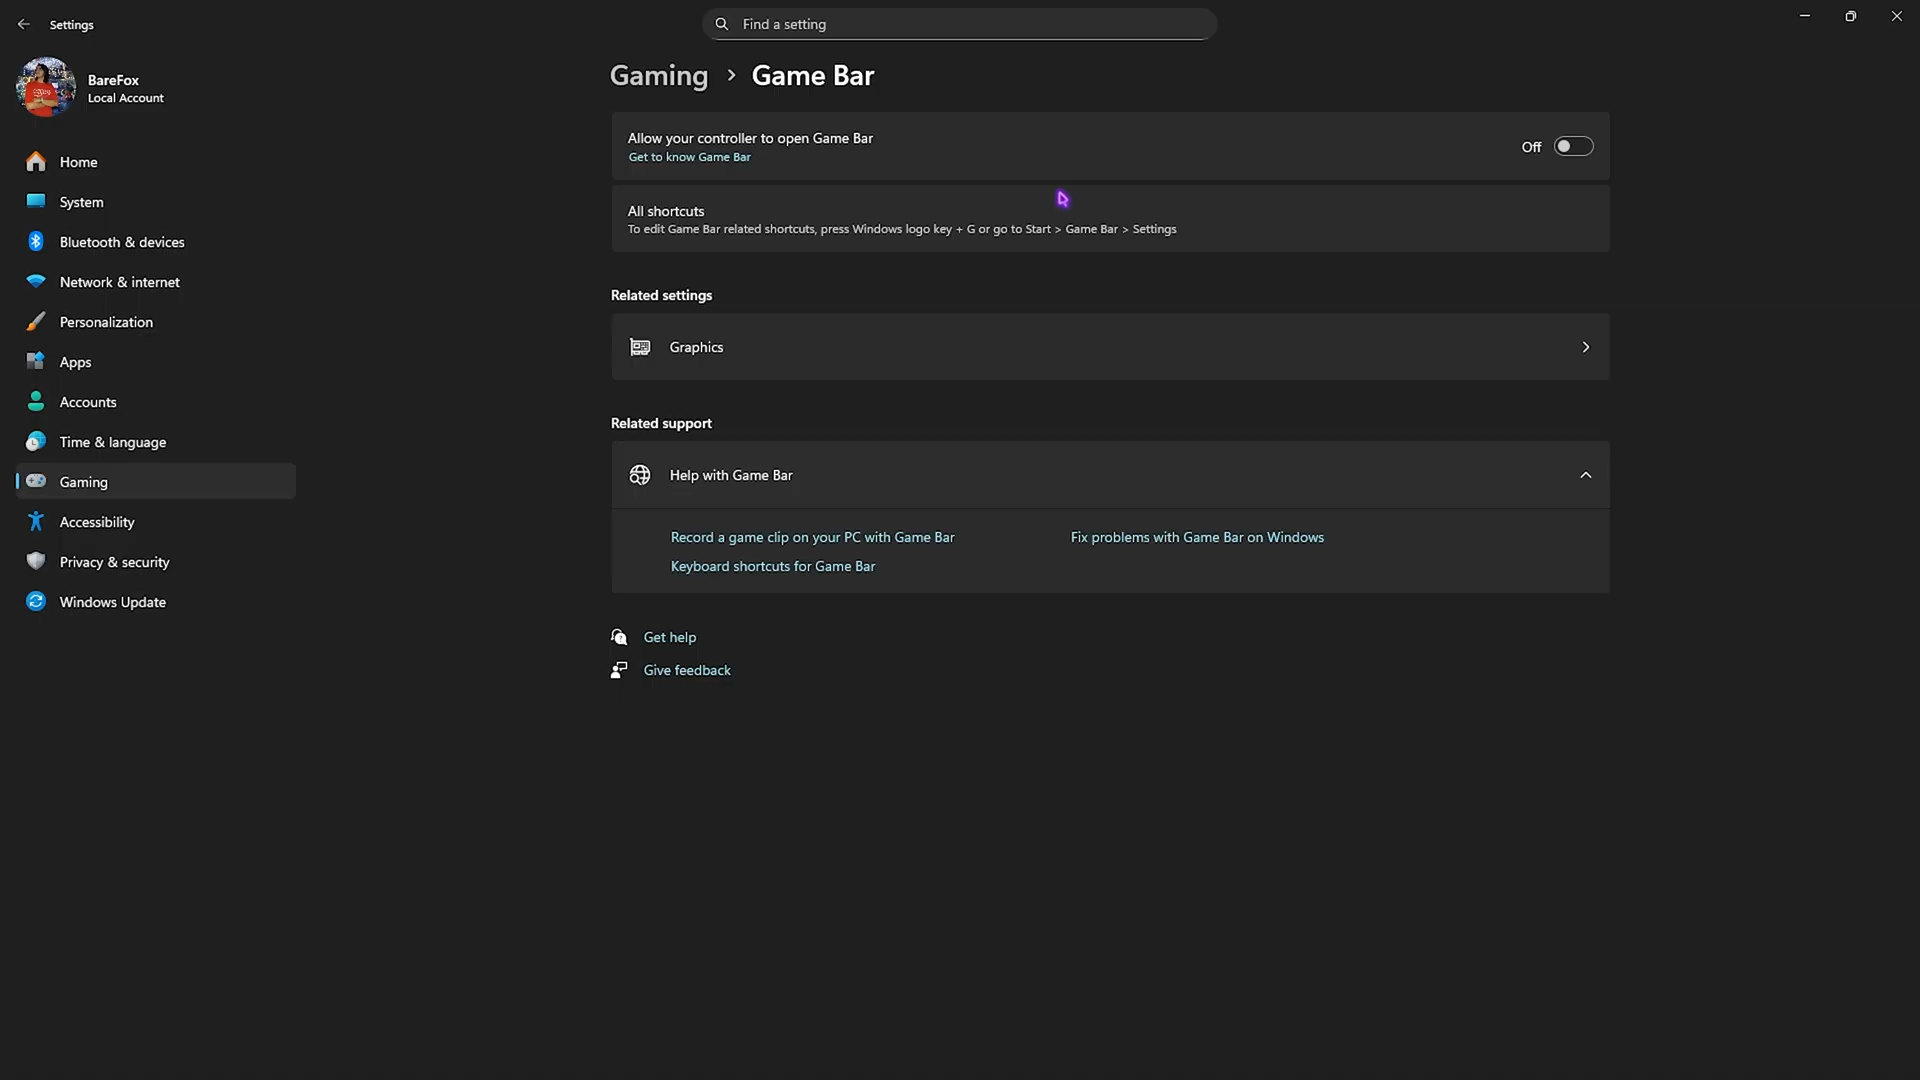 Settings
Find a setting
BareFox
Local Account
Home
System
Bluetooth & devices
Network & internet
Personalization
Apps
Accounts
Time & language
Gaming
Accessibility
Privacy & security
Windows Update
Gaming > Game Bar
Allow your controller to open Game Bar
Get to know Game Bar
Off
All shortcuts
To edit Game Bar related shortcuts, press Windows logo key + G or go to Start > Game Bar > Settings
Related settings
Graphics
Related support
Help with Game Bar
Record a game clip on your PC with Game Bar
Fix problems with Game Bar on Windows
Keyboard shortcuts for Game Bar
Get help
Give feedback